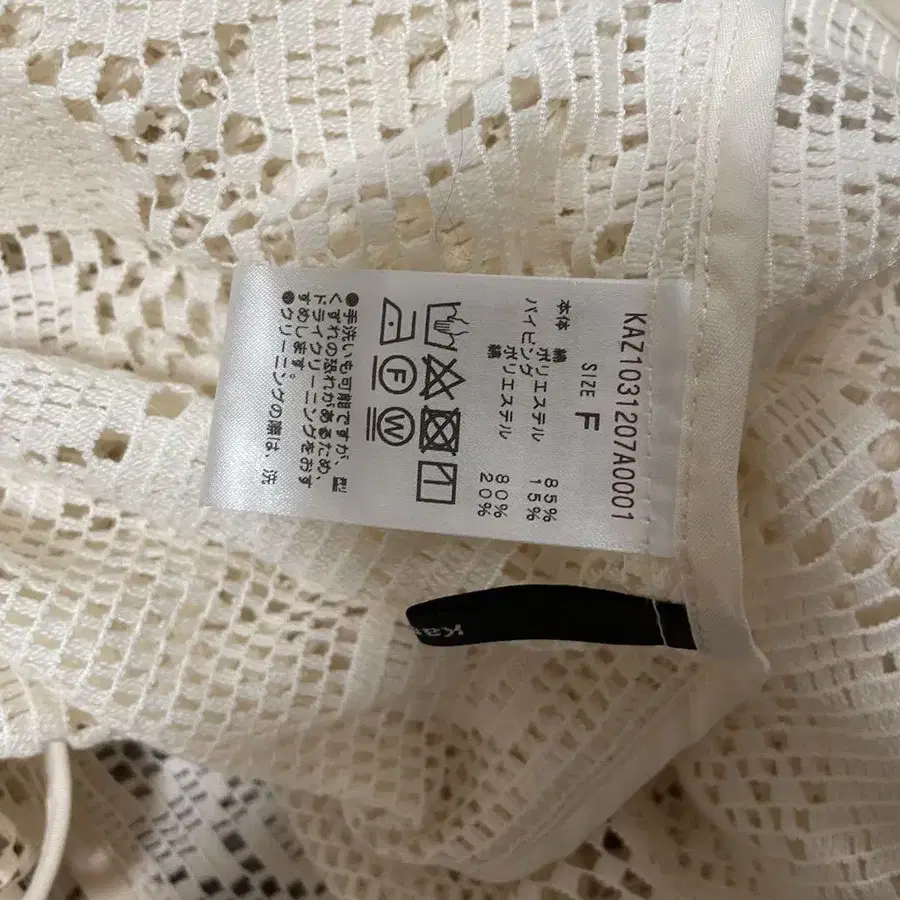 KAZ1031207A0001
SIZE F
本体
綿 85%
ポリエステル 15%
パイピング
ポリエステル 80%
綿 20%
F
W
●手洗いも可能ですが、型
くずれの恐れがあるため、
ドライクリーニングをおす
すめします。
●クリーニングの際は、洗